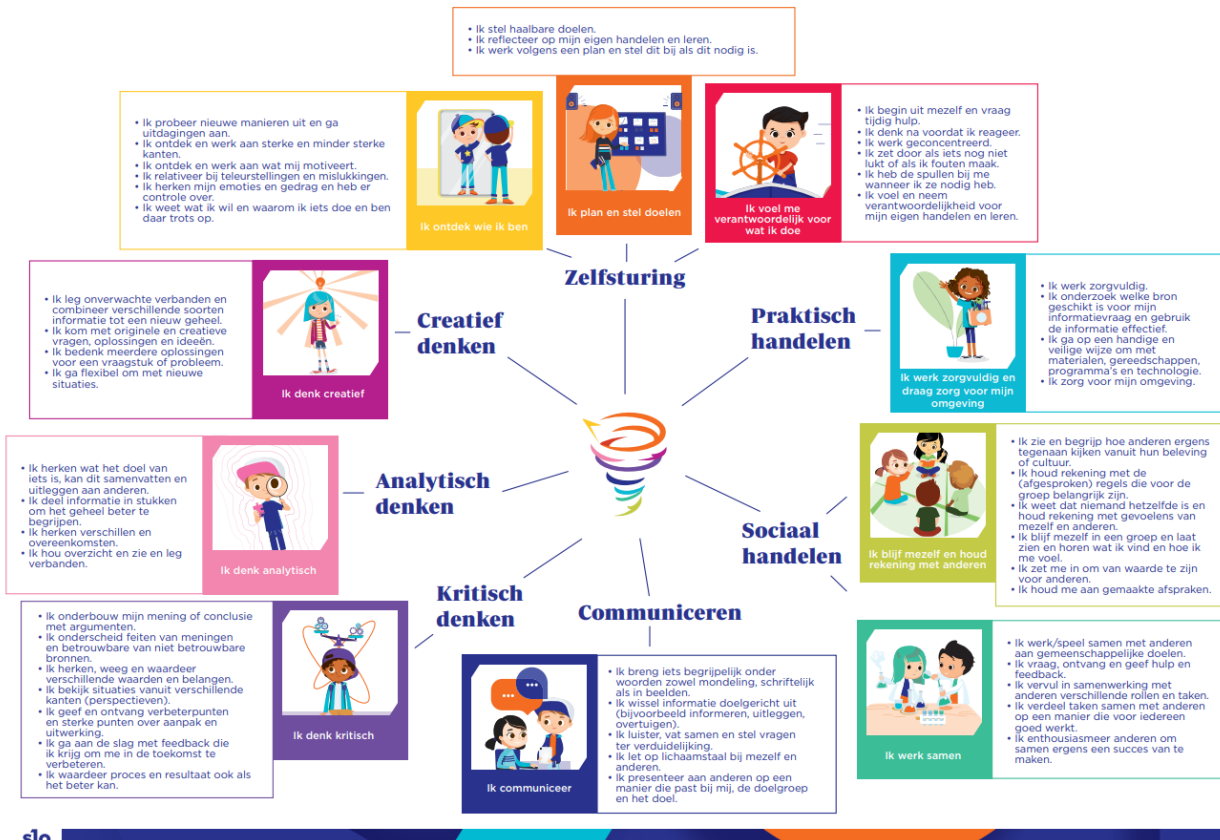 • Ik stel haalbare doelen.
• Ik reflecteer op mijn eigen handelen en leren.
• Ik werk volgens een plan en stel dit bij als dit nodig is.
Ik plan en stel doelen
• Ik probeer nieuwe manieren uit en ga
uitdagingen aan.
• Ik ontdek en werk aan sterke en minder sterke
kanten.
• Ik ontdek en werk aan wat mij motiveert.
• Ik relativeer bij teleurstellingen en mislukkingen.
• Ik herken mijn emoties en gedrag en heb er
controle over.
• Ik weet wat ik wil en waarom ik iets doe en ben
daar trots op.
Ik ontdek wie ik ben
Ik voel me
verantwoordelijk voor
wat ik doe
• Ik begin uit mezelf en vraag
tijdig hulp.
• Ik denk na voordat ik reageer.
• Ik werk geconcentreerd.
• Ik zet door als iets nog niet
lukt of als ik fouten maak.
• Ik heb de spullen bij me
wanneer ik ze nodig heb.
• Ik voel en neem
verantwoordelijkheid voor
mijn eigen handelen en leren.
Zelfsturing
• Ik leg onverwachte verbanden en
combineer verschillende soorten
informatie tot een nieuw geheel.
• Ik kom met originele en creatieve
vragen, oplossingen en ideeën.
• Ik bedenk meerdere oplossingen
voor een vraagstuk of probleem.
• Ik ga flexibel om met nieuwe
situaties.
Ik denk creatief
Creatief
denken
Praktisch
handelen
Ik werk zorgvuldig en
draag zorg voor mijn
omgeving
• Ik werk zorgvuldig.
• Ik onderzoek welke bron
geschikt is voor mijn
informatievraag en gebruik
de informatie effectief.
• Ik ga op een handige en
veilige wijze om met
materialen, gereedschappen,
programma's en technologie.
• Ik zorg voor mijn omgeving.
• Ik herken wat het doel van
iets is, kan dit samenvatten en
uitleggen aan anderen.
• Ik deel informatie in stukken
om het geheel beter te
begrijpen.
• Ik herken verschillen en
overeenkomsten.
• Ik hou overzicht en zie en leg
verbanden.
Ik denk analytisch
Analytisch
denken
Sociaal
handelen
Ik blijf mezelf en houd
rekening met anderen
• Ik zie en begrijp hoe anderen ergens
tegenaan kijken vanuit hun beleving
of cultuur.
• Ik houd rekening met de
(afgesproken) regels die voor de
groep belangrijk zijn.
• Ik weet dat niemand hetzelfde is en
houd rekening met gevoelens van
mezelf en anderen.
• Ik blijf mezelf in een groep en laat
zien en horen wat ik vind en hoe ik
me voel.
• Ik zet me in om van waarde te zijn
voor anderen.
• Ik houd me aan gemaakte afspraken.
• Ik onderbouw mijn mening of conclusie
met argumenten.
• Ik onderscheid feiten van meningen
en betrouwbare van niet betrouwbare
bronnen.
• Ik herken, weeg en waardeer
verschillende waarden en belangen.
• Ik bekijk situaties vanuit verschillende
kanten (perspectieven).
• Ik geef en ontvang verbeterpunten
en sterke punten over aanpak en
uitwerking.
• Ik ga aan de slag met feedback die
ik krijg om me in de toekomst te
verbeteren.
• Ik waardeer proces en resultaat ook als
het beter kan.
Ik denk kritisch
Kritisch
denken
Communiceren
Ik communiceer
• Ik breng iets begrijpelijk onder
woorden zowel mondeling, schriftelijk
als in beelden.
• Ik wissel informatie doelgericht uit
(bijvoorbeeld informeren, uitleggen,
overtuigen).
• Ik luister, vat samen en stel vragen
ter verduidelijking.
• Ik let op lichaamstaal bij mezelf en
anderen.
• Ik presenteer aan anderen op een
manier die past bij mij, de doelgroep
en het doel.
Ik werk samen
• Ik werk/speel samen met anderen
aan gemeenschappelijke doelen.
• Ik vraag, ontvang en geef hulp en
feedback.
• Ik vervul in samenwerking met
anderen verschillende rollen en taken.
• Ik verdeel taken samen met anderen
op een manier die voor iedereen
goed werkt.
• Ik enthousiasmeer anderen om
samen ergens een succes van te
maken.
slo